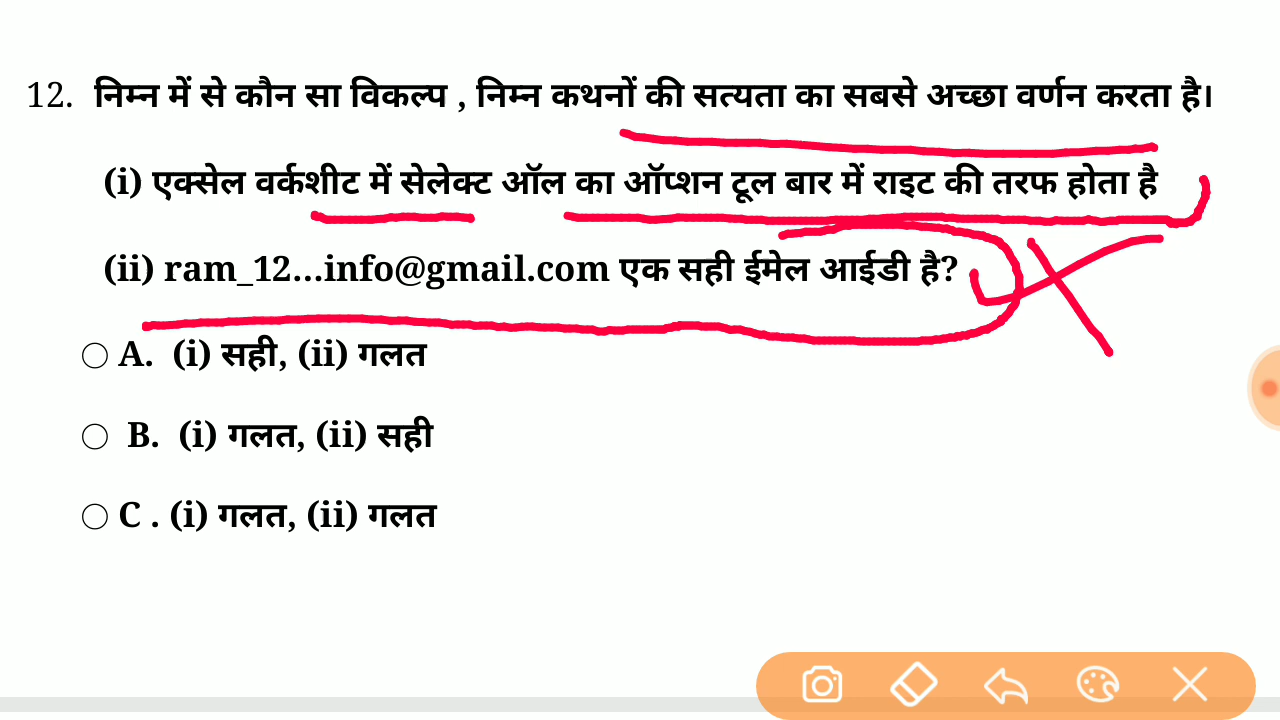 12. निम्न में से कौन सा विकल्प , निम्न कथनों की सत्यता का सबसे अच्छा वर्णन करता है।
(i) एक्सेल वर्कशीट में सेलेक्ट ऑल का ऑप्शन टूल बार में राइट की तरफ होता है
(ii) ram_12...info@gmail.com एक सही ईमेल आईडी है?
A. (i) सही, (ii) गलत
B. (i) गलत, (ii) सही
C . (i) गलत, (ii) गलत